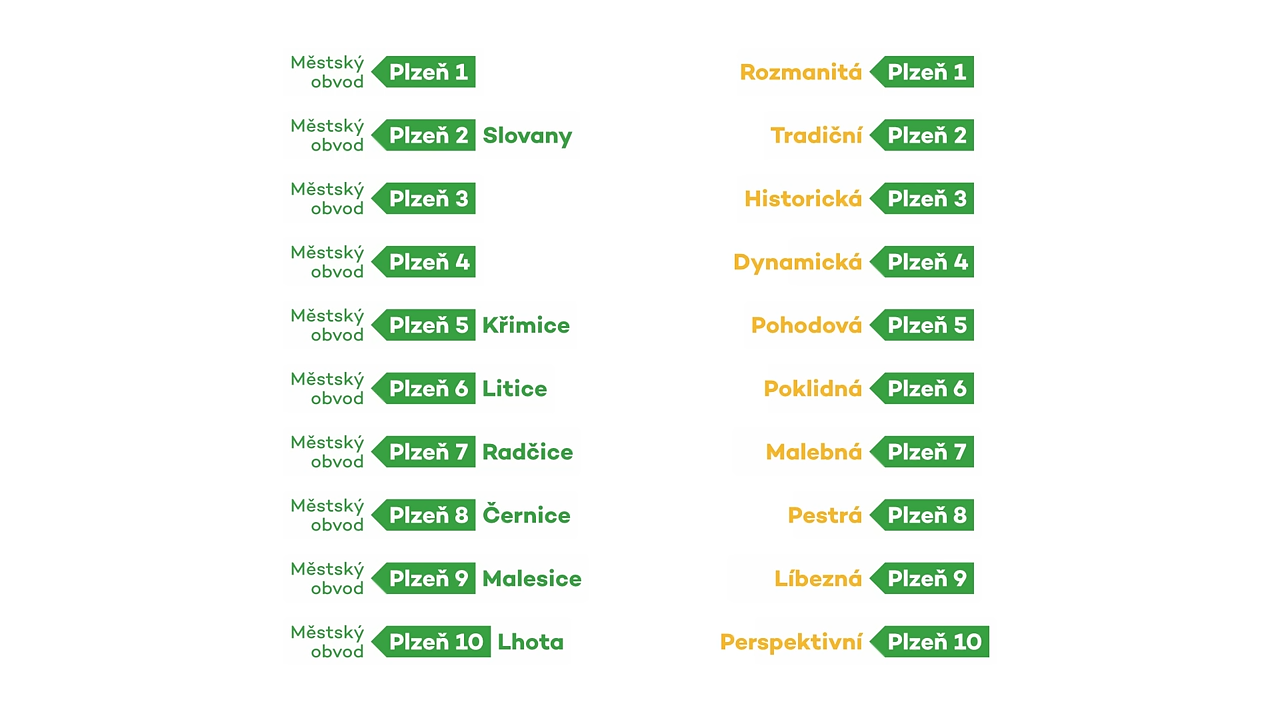 Městský
obvod
Plzeň 1
Rozmanitá Plzeň 1
Městský
obvod
Plzeň 2 Slovany
Tradiční Plzeň 2
Městský
obvod
Plzeň 3
Historická Plzeň 3
Městský
obvod
Plzeň 4
Dynamická Plzeň 4
Městský
obvod
Plzeň 5 Křimice
Pohodová Plzeň 5
Městský
obvod
Plzeň 6 Litice
Poklidná Plzeň 6
Městský
obvod
Plzeň 7 Radčice
Malebná Plzeň 7
Městský
obvod
Plzeň 8 Černice
Pestrá Plzeň 8
Městský
obvod
Plzeň 9 Malesice
Líbezná Plzeň 9
Městský
obvod
Plzeň 10 Lhota
Perspektivní Plzeň 10